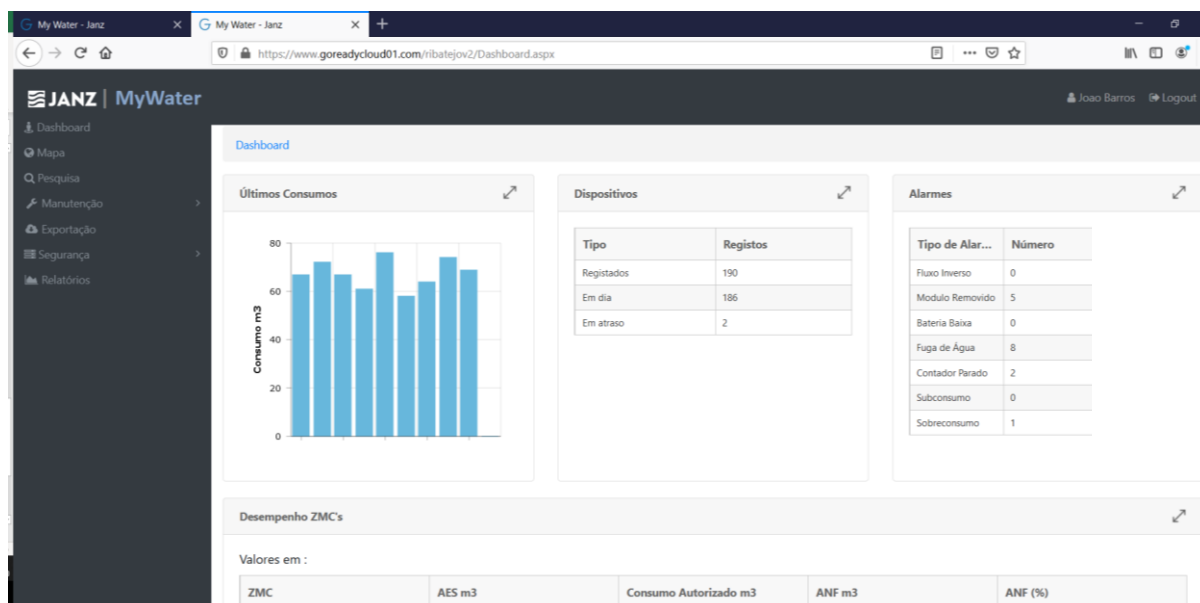 My Water - Janz
My Water - Janz
https://www.goreadycloud01.com/ribatejov2/Dashboard.aspx
JANZ | MyWater
Joao Barros Logout
Dashboard
Mapa
Pesquisa
Manutenção
Exportação
Segurança
Relatórios
Dashboard
Últimos Consumos
Consumo m3
80
60
40
20
0
Dispositivos
Tipo Registos
Registados 190
Em dia 186
Em atraso 2
Alarmes
Tipo de Alar... Número
Fluxo Inverso 0
Modulo Removido 5
Bateria Baixa 0
Fuga de Água 8
Contador Parado 2
Subconsumo 0
Sobreconsumo 1
Desempenho ZMC's
Valores em :
ZMC AES m3 Consumo Autorizado m3 ANF m3 ANF (%)